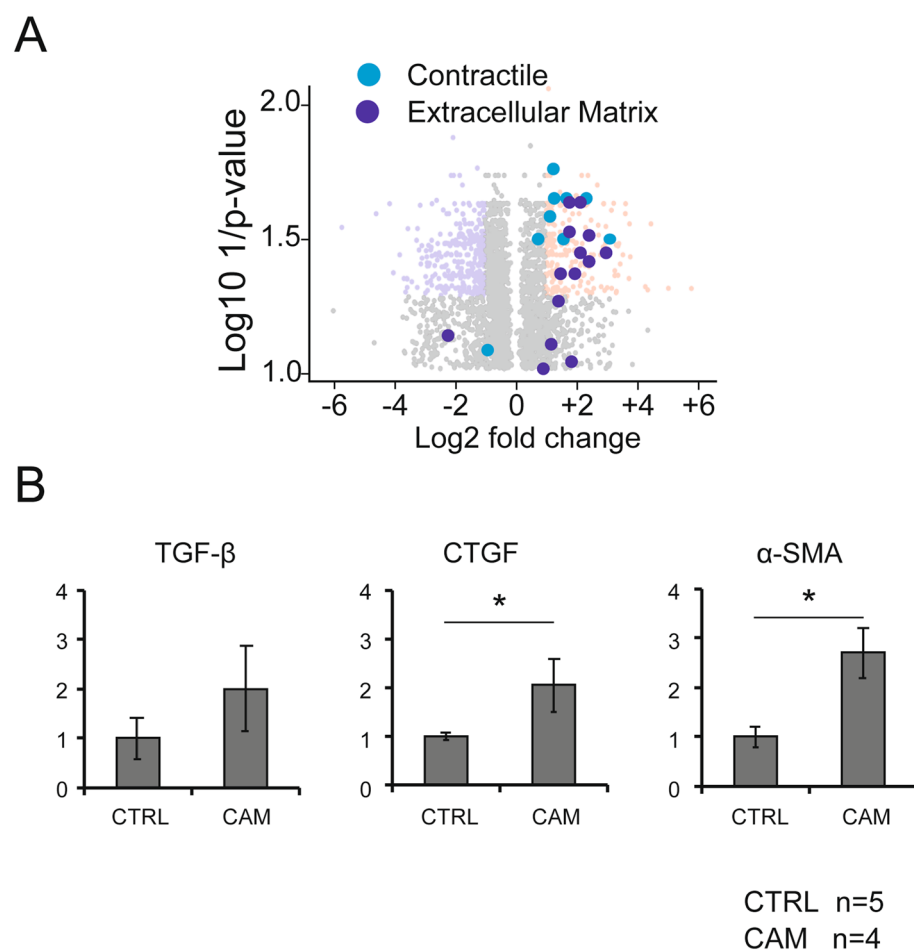 A
Contractile
Extracellular Matrix
Log10 1/p-value
2.0
1.5
1.0
-6 -4 -2 0 +2 +4 +6
Log2 fold change
B
TGF-β CTGF α-SMA
4 4 4
* *
3 3 3
2 2 2
1 1 1
0 0 0
CTRL CAM CTRL CAM CTRL CAM
CTRL n=5
CAM n=4